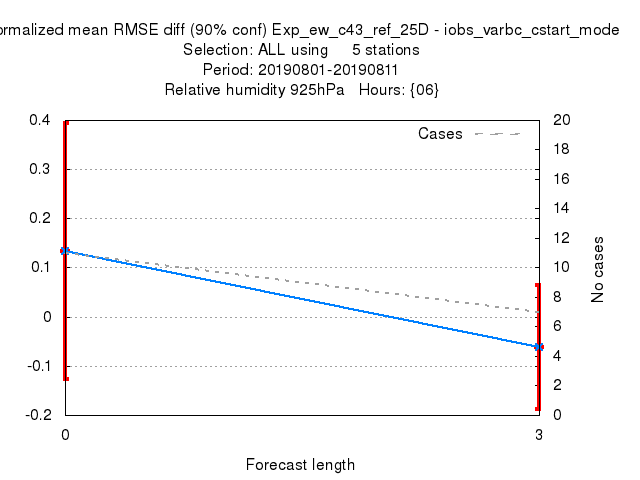 ormalized mean RMSE diff (90% conf) Exp_ew_c43_ref_25D - iobs_varbc_cstart_mode
Selection: ALL using 5 stations
Period: 20190801-20190811
Relative humidity 925hPa Hours: {06}
Cases
0.4
0.3
0.2
0.1
0
-0.1
-0.2
20
18
16
14
12
10
8
6
4
2
0
No cases
0 3
Forecast length